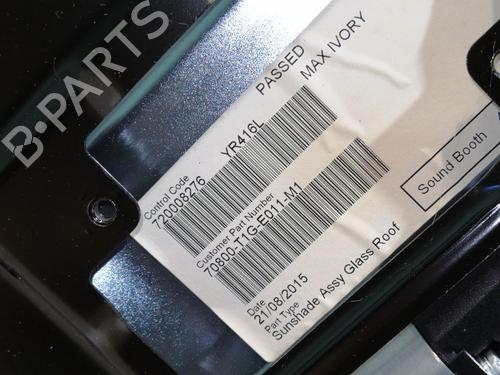 B-PARTS
Control Code
720008276 YR416L PASSED
MAX IVORY
Customer Part Number
70800-T1G-E011-M1
Date
21/08/2015
Part Type
Sunshade Assy Glass Roof
Sound Booth